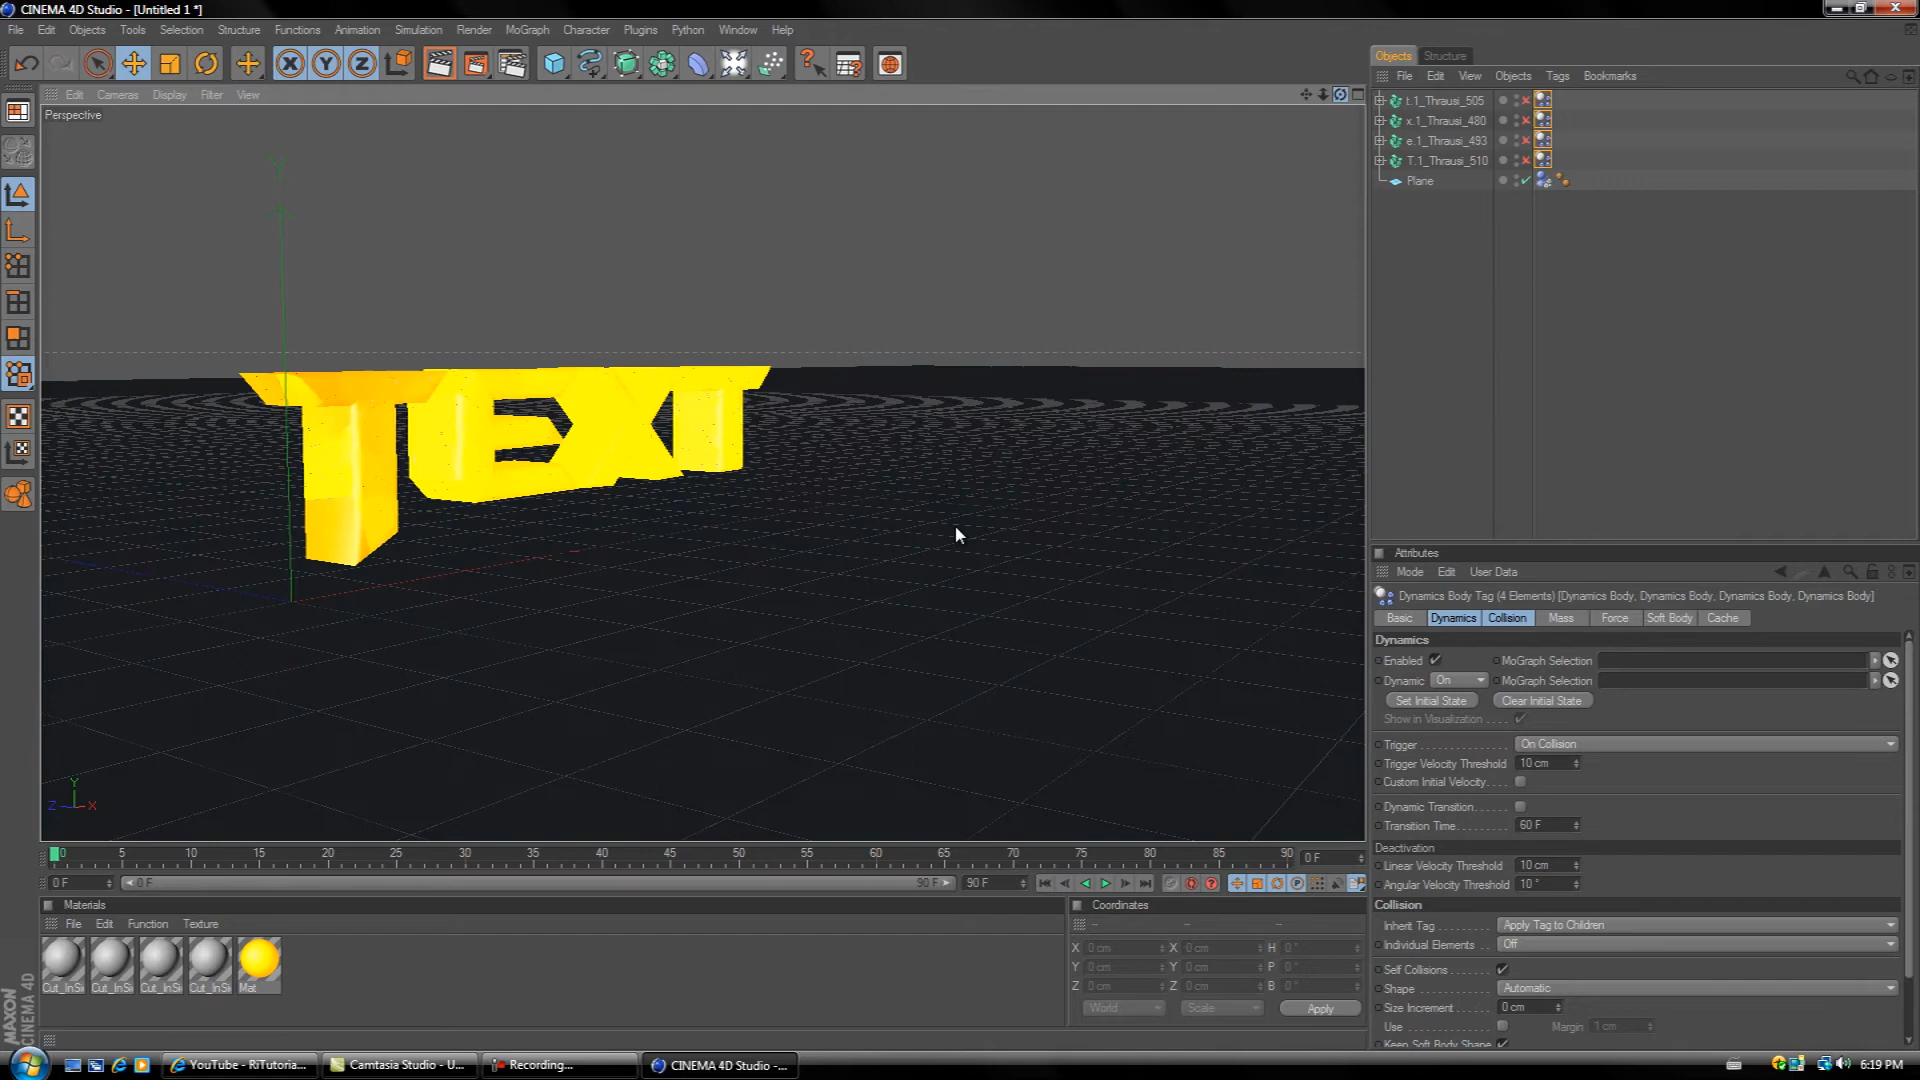 CINEMA 4D Studio - [Untitled 1 *]
File Edit Objects Tools Selection Structure Functions Animation Simulation Render MoGraph Character Plugins Python Window Help
Edit Cameras Display Filter View
Perspective
TEXT
Y
Z X
0 5 10 15 20 25 30 35 40 45 50 55 60 65 70 75 80 85 90 0 F
0 F 0 F 90 F 90 F
Materials
File Edit Function Texture
Cut_InSi Cut_InSi Cut_InSi Cut_InSi Mat
Coordinates
-- -- --
X 0 cm X 0 cm H 0 °
Y 0 cm Y 0 cm P 0 °
Z 0 cm Z 0 cm B 0 °
World Scale Apply
MAXON
CINEMA 4D
Objects Structure
File Edit View Objects Tags Bookmarks
t.1_Thrausi_505
x.1_Thrausi_480
e.1_Thrausi_493
T.1_Thrausi_510
Plane
Attributes
Mode Edit User Data
Dynamics Body Tag (4 Elements) [Dynamics Body, Dynamics Body, Dynamics Body, Dynamics Body]
Basic Dynamics Collision Mass Force Soft Body Cache
Dynamics
Enabled MoGraph Selection
Dynamic On MoGraph Selection
Set Initial State Clear Initial State
Show in Visualization
Trigger On Collision
Trigger Velocity Threshold 10 cm
Custom Initial Velocity
Dynamic Transition
Transition Time 60 F
Deactivation
Linear Velocity Threshold 10 cm
Angular Velocity Threshold 10 °
Collision
Inherit Tag Apply Tag to Children
Individual Elements Off
Self Collisions
Shape Automatic
Size Increment 0 cm
Use Margin 1 cm
Keep Soft Body Shape
YouTube - RiTutoria... Camtasia Studio - U... Recording... CINEMA 4D Studio -... 6:19 PM